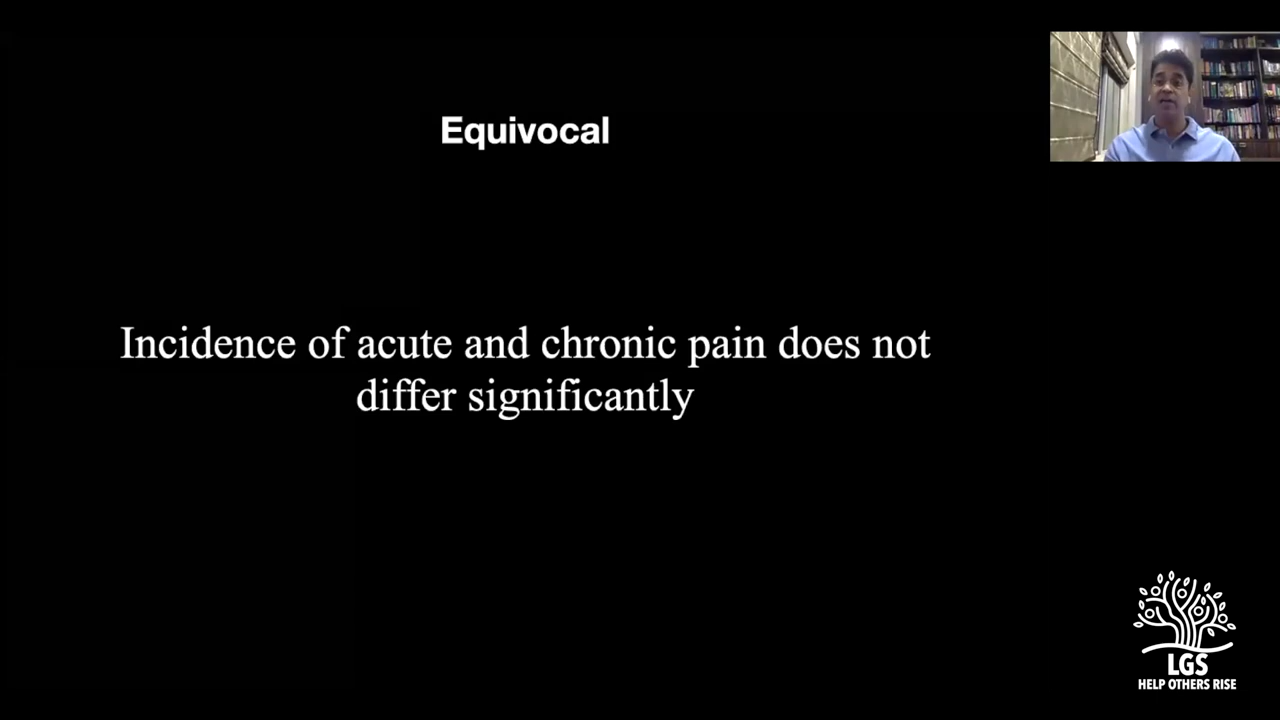 Equivocal
Incidence of acute and chronic pain does not
differ significantly
LGS
HELP OTHERS RISE